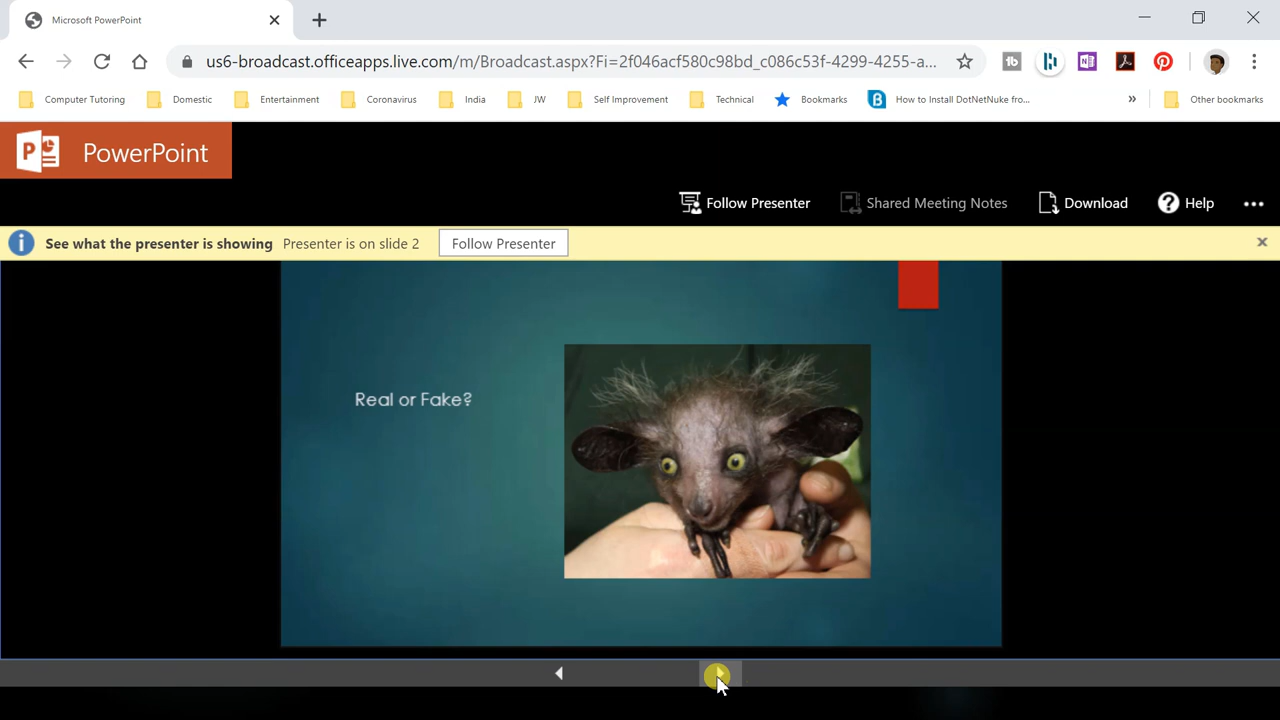 Microsoft PowerPoint
us6-broadcast.officeapps.live.com/m/Broadcast.aspx?Fi=2f046acf580c98bd_c086c53f-4299-4255-a...
Computer Tutoring Domestic Entertainment Coronavirus India JW Self Improvement Technical Bookmarks How to Install DotNetNuke fro... » Other bookmarks
PowerPoint
Follow Presenter Shared Meeting Notes Download Help
See what the presenter is showing Presenter is on slide 2 Follow Presenter
Real or Fake?